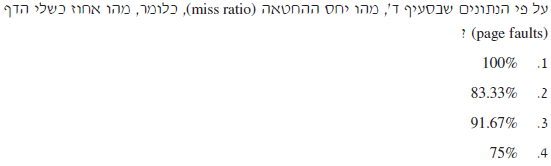 על פי הנתונים שבסעיף ד', מהו יחס ההחטאה (miss ratio), כלומר, מהו אחוז כשלי הדף
(page faults) ?
1. 100%
2. 83.33%
3. 91.67%
4. 75%